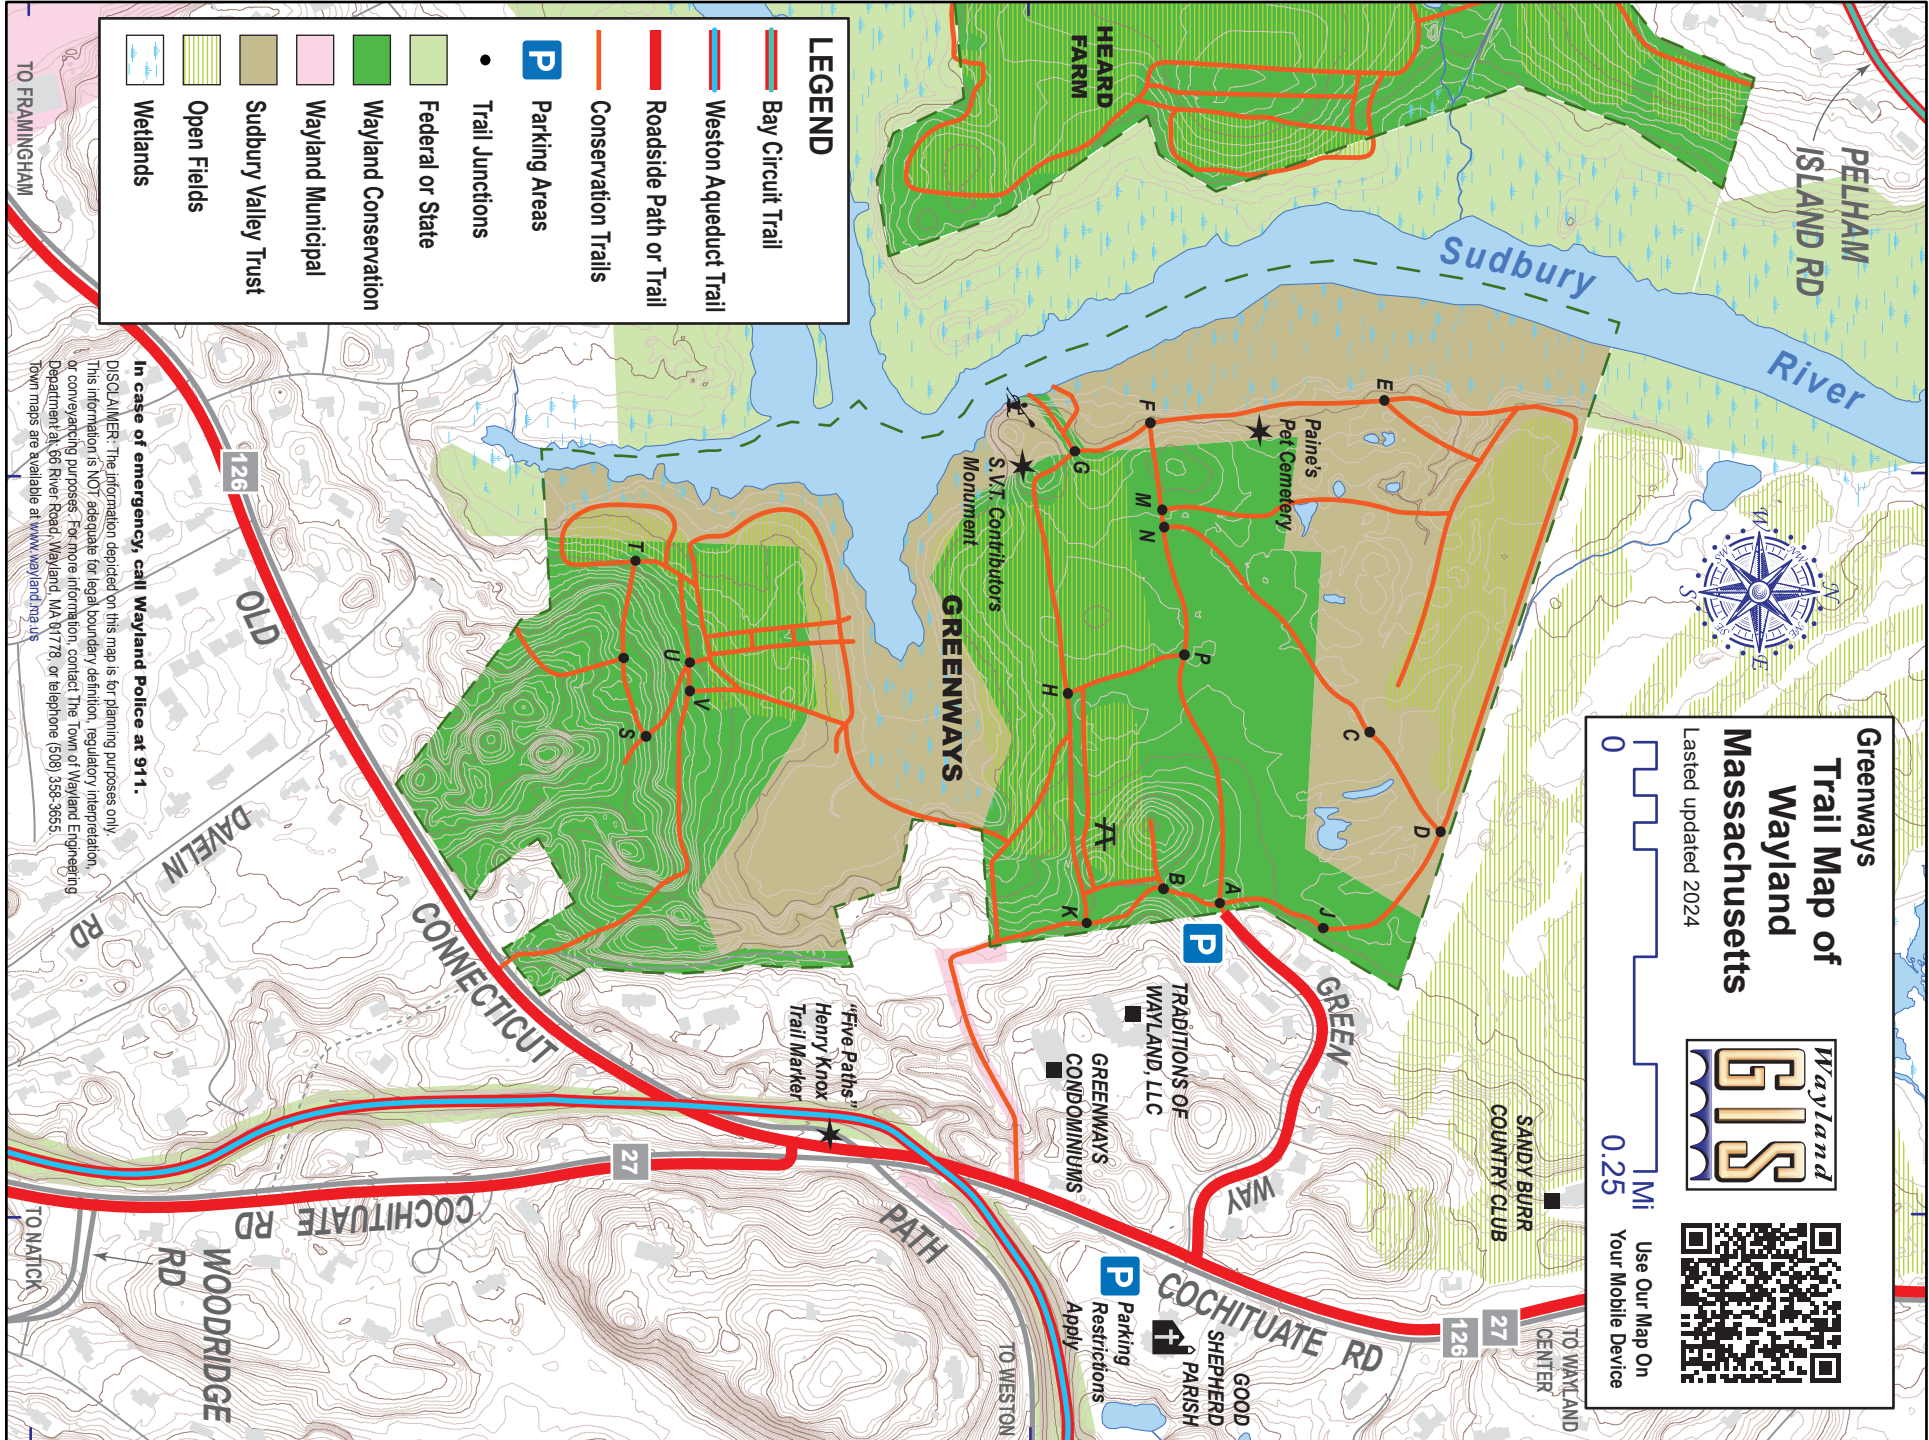 Greenways
Trail Map of
Wayland
Massachusetts
Lasted updated 2024
0
0.25
Mi
Wayland
GIS
Use Our Map On
Your Mobile Device
PELHAM
ISLAND RD
Sudbury
River
HEARD
FARM
LEGEND
Bay Circuit Trail
Weston Aqueduct Trail
Roadside Path or Trail
Conservation Trails
P
Parking Areas
Trail Junctions
Federal or State
Wayland Conservation
Wayland Municipal
Sudbury Valley Trust
Open Fields
Wetlands
TO FRAMINGHAM
N
NE
E
SE
S
SW
W
NW
Paine's
Pet Cemetery
S.V.T. Contributors
Monument
GREENWAYS
E
F
G
M
N
P
H
C
D
J
A
B
K
T
U
V
S
P
GREEN
WAY
SANDY BURR
COUNTRY CLUB
TRADITIONS OF
WAYLAND, LLC
GREENWAYS
CONDOMINIUMS
"Five Paths"
Henry Knox
Trail Marker
P
Parking
Restrictions
Apply
GOOD
SHEPHERD
PARISH
COCHITUATE RD
27
126
TO WAYLAND
CENTER
TO WESTON
OLD
CONNECTICUT
PATH
126
27
COCHITUATE RD
DAVELIN
RD
WOODRIDGE
RD
TO NATICK
In case of emergency, call Wayland Police at 911.
DISCLAIMER: The information depicted on this map is for planning purposes only.
This information is NOT adequate for legal boundary definition, regulatory interpretation,
or conveyancing purposes. For more information, contact The Town of Wayland Engineering
Department at 66 River Road, Wayland, MA 01778, or telephone (508) 358-3655.
Town maps are available at www.wayland.ma.us